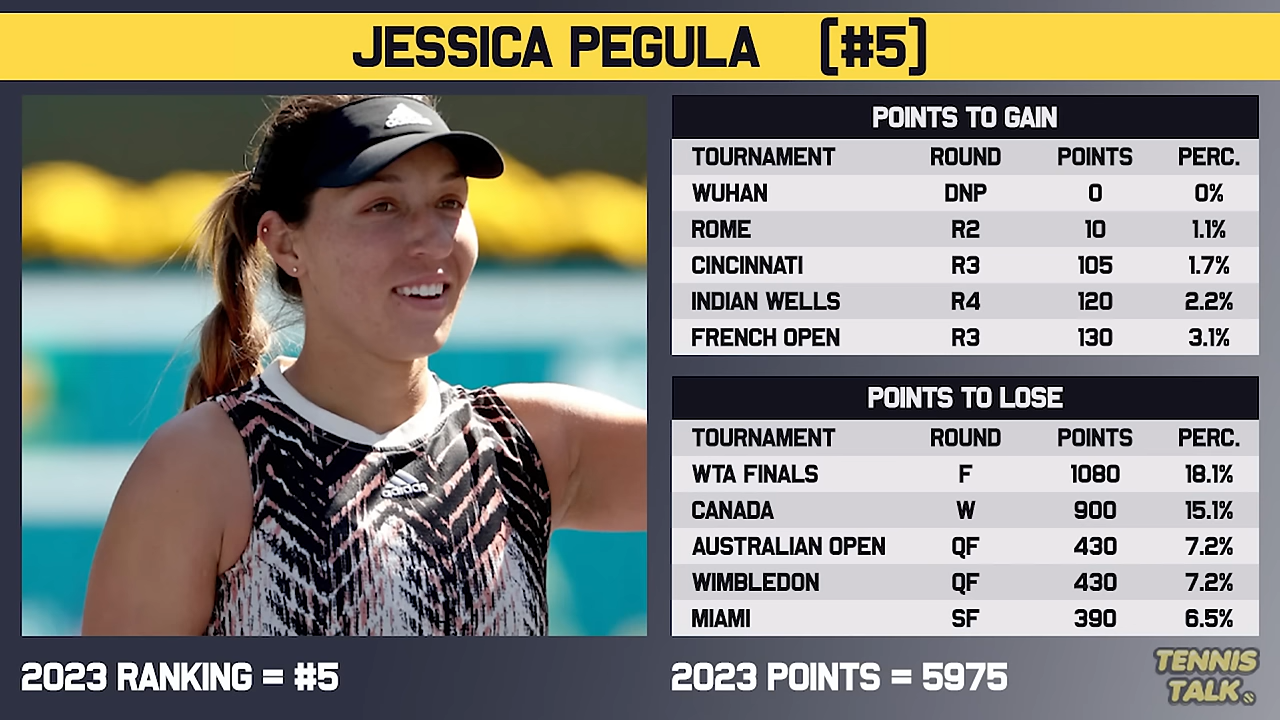 JESSICA PEGULA [#5]
adidas
adidas
POINTS TO GAIN
TOURNAMENT ROUND POINTS PERC.
WUHAN DNP 0 0%
ROME R2 10 1.1%
CINCINNATI R3 105 1.7%
INDIAN WELLS R4 120 2.2%
FRENCH OPEN R3 130 3.1%
POINTS TO LOSE
TOURNAMENT ROUND POINTS PERC.
WTA FINALS F 1080 18.1%
CANADA W 900 15.1%
AUSTRALIAN OPEN QF 430 7.2%
WIMBLEDON QF 430 7.2%
MIAMI SF 390 6.5%
2023 RANKING = #5
2023 POINTS = 5975
TENNIS
TALK